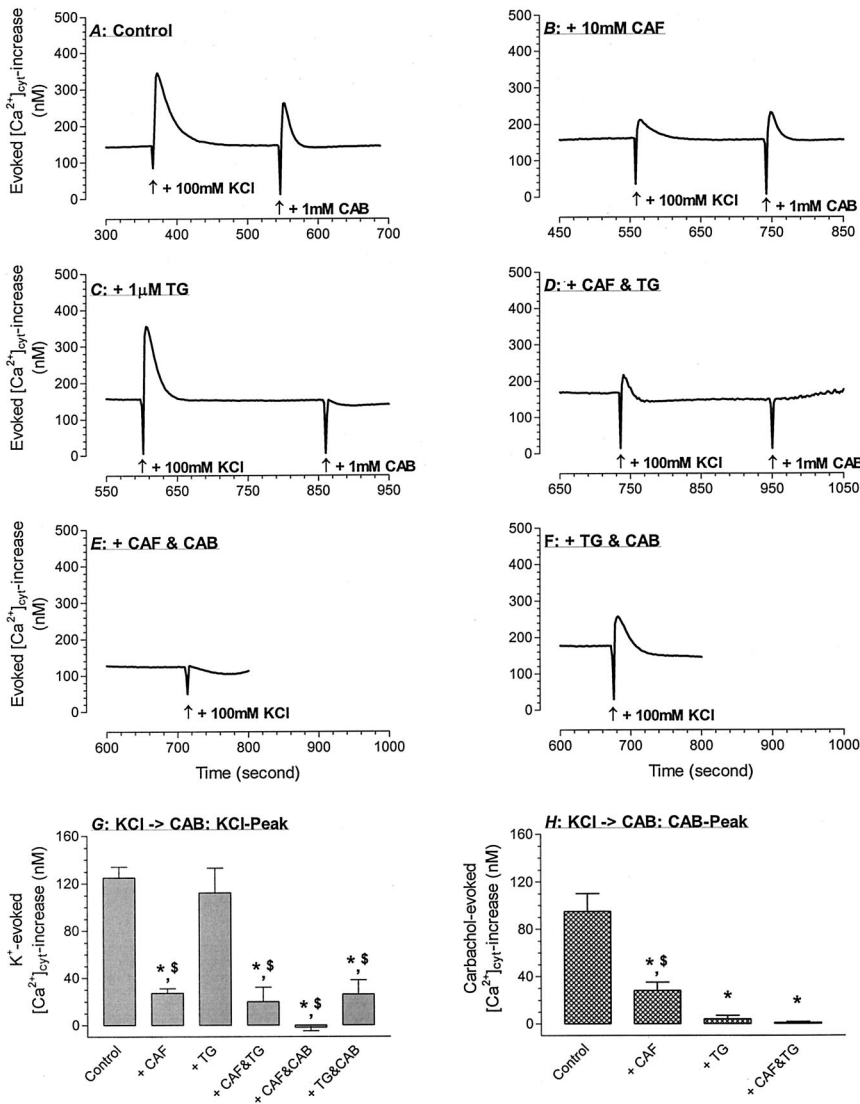 A: Control
Evoked [Ca2+]cyt-increase
(nM)
500
400
300
200
100
0
↑ + 100mM KCl
↑ + 1mM CAB
300 400 500 600 700
B: + 10mM CAF
500
400
300
200
100
0
↑ + 100mM KCl
↑ + 1mM CAB
450 550 650 750 850
C: + 1μM TG
Evoked [Ca2+]cyt-increase
(nM)
500
400
300
200
100
0
↑ + 100mM KCl
↑ + 1mM CAB
550 650 750 850 950
D: + CAF & TG
500
400
300
200
100
0
↑ + 100mM KCl
↑ + 1mM CAB
650 750 850 950 1050
E: + CAF & CAB
Evoked [Ca2+]cyt-increase
(nM)
500
400
300
200
100
0
↑ + 100mM KCl
600 700 800 900 1000
Time (second)
F: + TG & CAB
500
400
300
200
100
0
↑ + 100mM KCl
600 700 800 900 1000
Time (second)
G: KCl -> CAB: KCl-Peak
K+-evoked
[Ca2+]cyt-increase (nM)
160
120
80
40
0
*,$
*,$
*,$
*,$
Control
+ CAF
+ TG
+ CAF&TG
+ CAF&CAB
+ TG&CAB
H: KCl -> CAB: CAB-Peak
Carbachol-evoked
[Ca2+]cyt-increase (nM)
160
120
80
40
0
*,$
*
*
Control
+ CAF
+ TG
+ CAF&TG